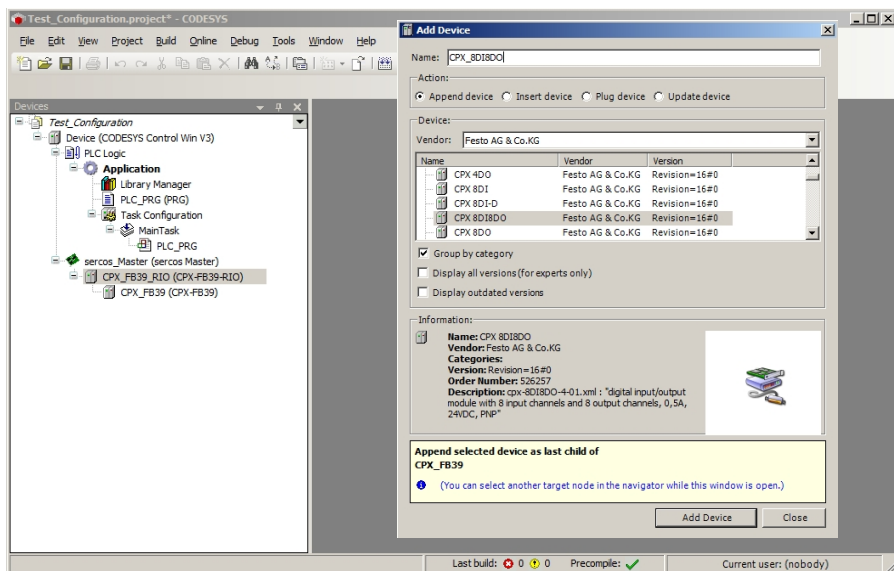 Test_Configuration.project* - CODESYS
File Edit View Project Build Online Debug Tools Window Help
Devices
Test_Configuration
Device (CODESYS Control Win V3)
PLC Logic
Application
Library Manager
PLC_PRG (PRG)
Task Configuration
MainTask
PLC_PRG
sercos_Master (sercos Master)
CPX_FB39_RIO (CPX-FB39-RIO)
CPX_FB39 (CPX-FB39)
Add Device
Name: CPX_8DI8DO
Action:
Append device Insert device Plug device Update device
Device:
Vendor: Festo AG & Co.KG
Name Vendor Version
CPX 4DO Festo AG & Co.KG Revision=16#0
CPX 8DI Festo AG & Co.KG Revision=16#0
CPX 8DI-D Festo AG & Co.KG Revision=16#0
CPX 8DI8DO Festo AG & Co.KG Revision=16#0
CPX 8DO Festo AG & Co.KG Revision=16#0
Group by category
Display all versions (for experts only)
Display outdated versions
Information:
Name: CPX 8DI8DO
Vendor: Festo AG & Co.KG
Categories:
Version: Revision=16#0
Order Number: 526257
Description: cpx-8DI8DO-4-01.xml : "digital input/output
module with 8 input channels and 8 output channels, 0,5A,
24VDC, PNP"
Append selected device as last child of
CPX_FB39
(You can select another target node in the navigator while this window is open.)
Add Device Close
Last build: 0 0 Precompile: Current user: (nobody)